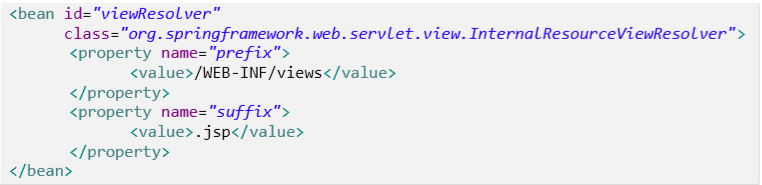 <bean id="viewResolver"
class="org.springframework.web.servlet.view.InternalResourceViewResolver">
<property name="prefix">
<value>/WEB-INF/views</value>
</property>
<property name="suffix">
<value>.jsp</value>
</property>
</bean>